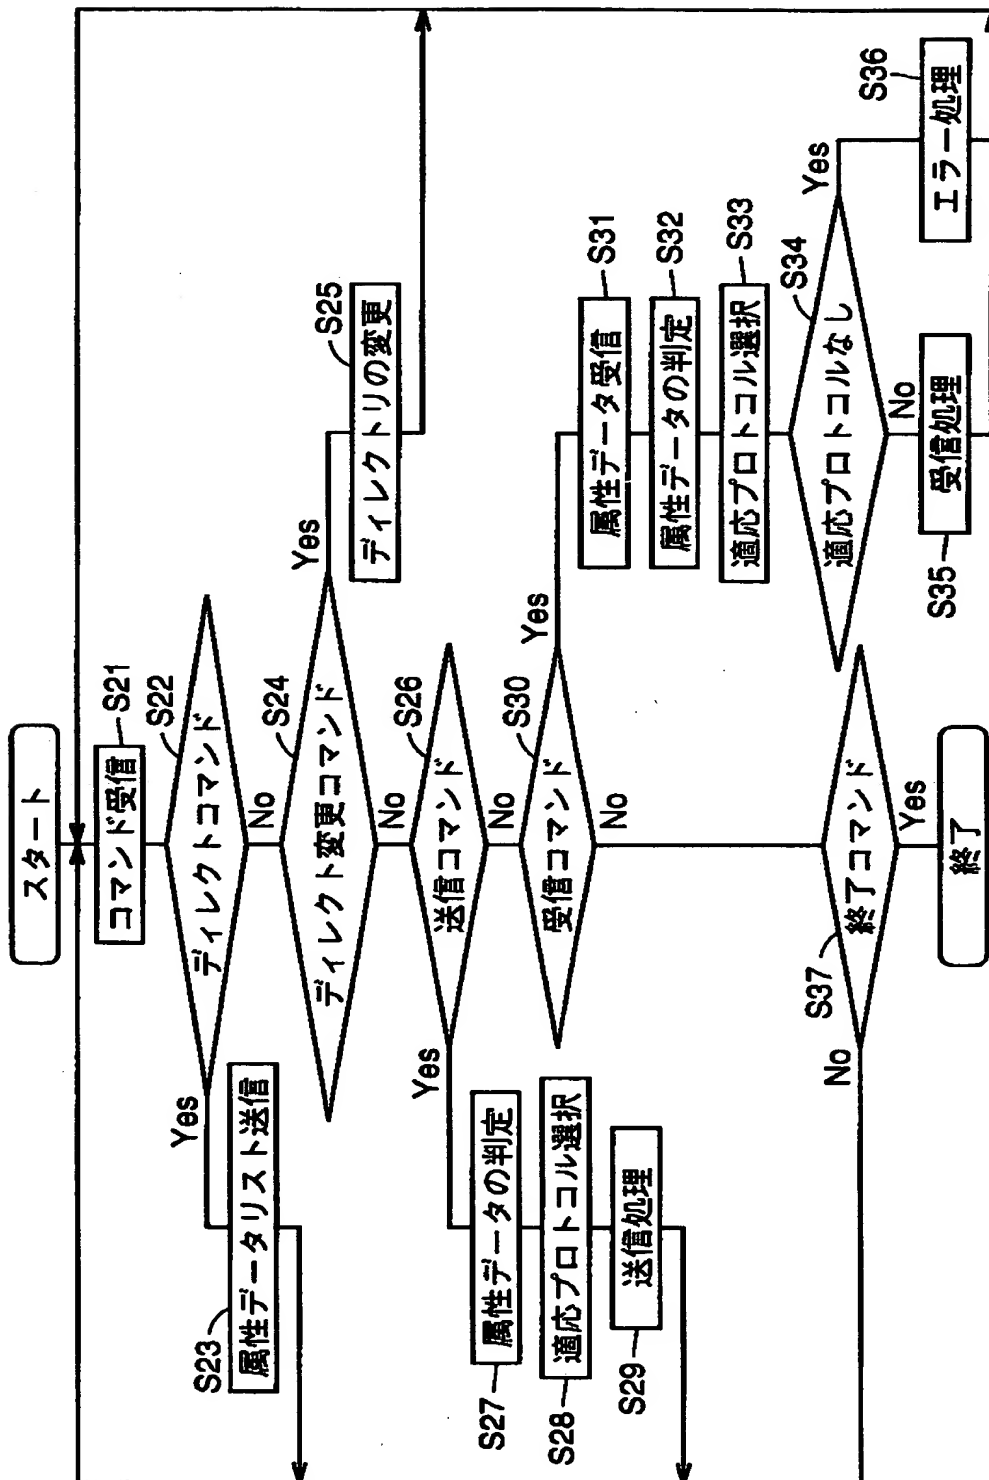 スタート
コマンド受信
S21
ディレクトコマンド
S22
Yes
No
属性データリスト送信
S23
ディレクト変更コマンド
S24
Yes
No
ディレクトリの変更
S25
送信コマンド
S26
Yes
No
属性データの判定
S27
適応プロトコル選択
S28
送信処理
S29
受信コマンド
S30
Yes
No
属性データ受信
S31
属性データの判定
S32
適応プロトコル選択
S33
適応プロトコルなし
S34
Yes
No
受信処理
S35
エラー処理
S36
終了コマンド
S37
No
Yes
終了